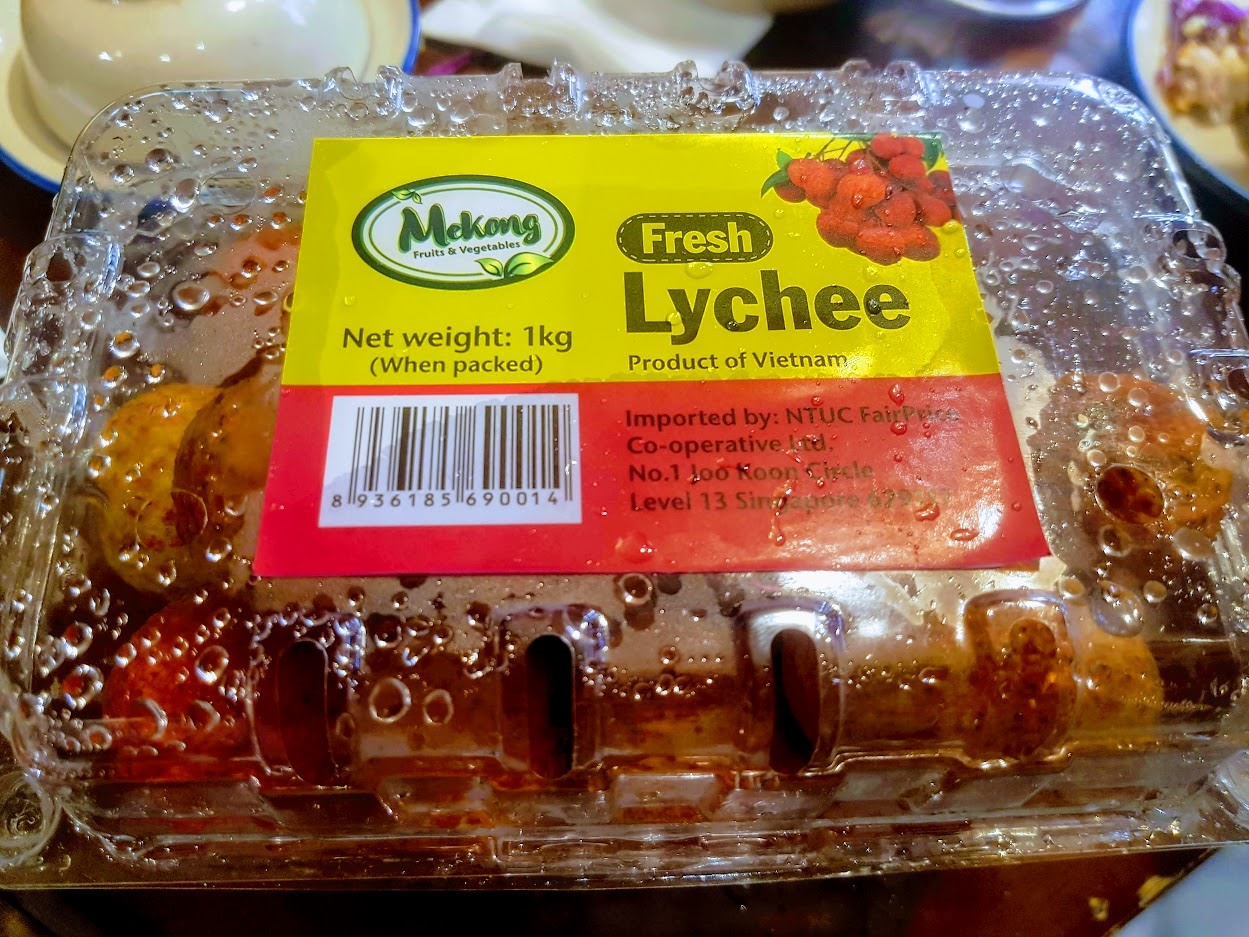 Mekong
Fruits & Vegetables
Fresh
Lychee
Net weight: 1kg
(When packed)
Product of Vietnam
8 936185 690014
Imported by: NTUC FairPrice
Co-operative Ltd.
No.1 Joo Koon Circle
Level 13 Singapore